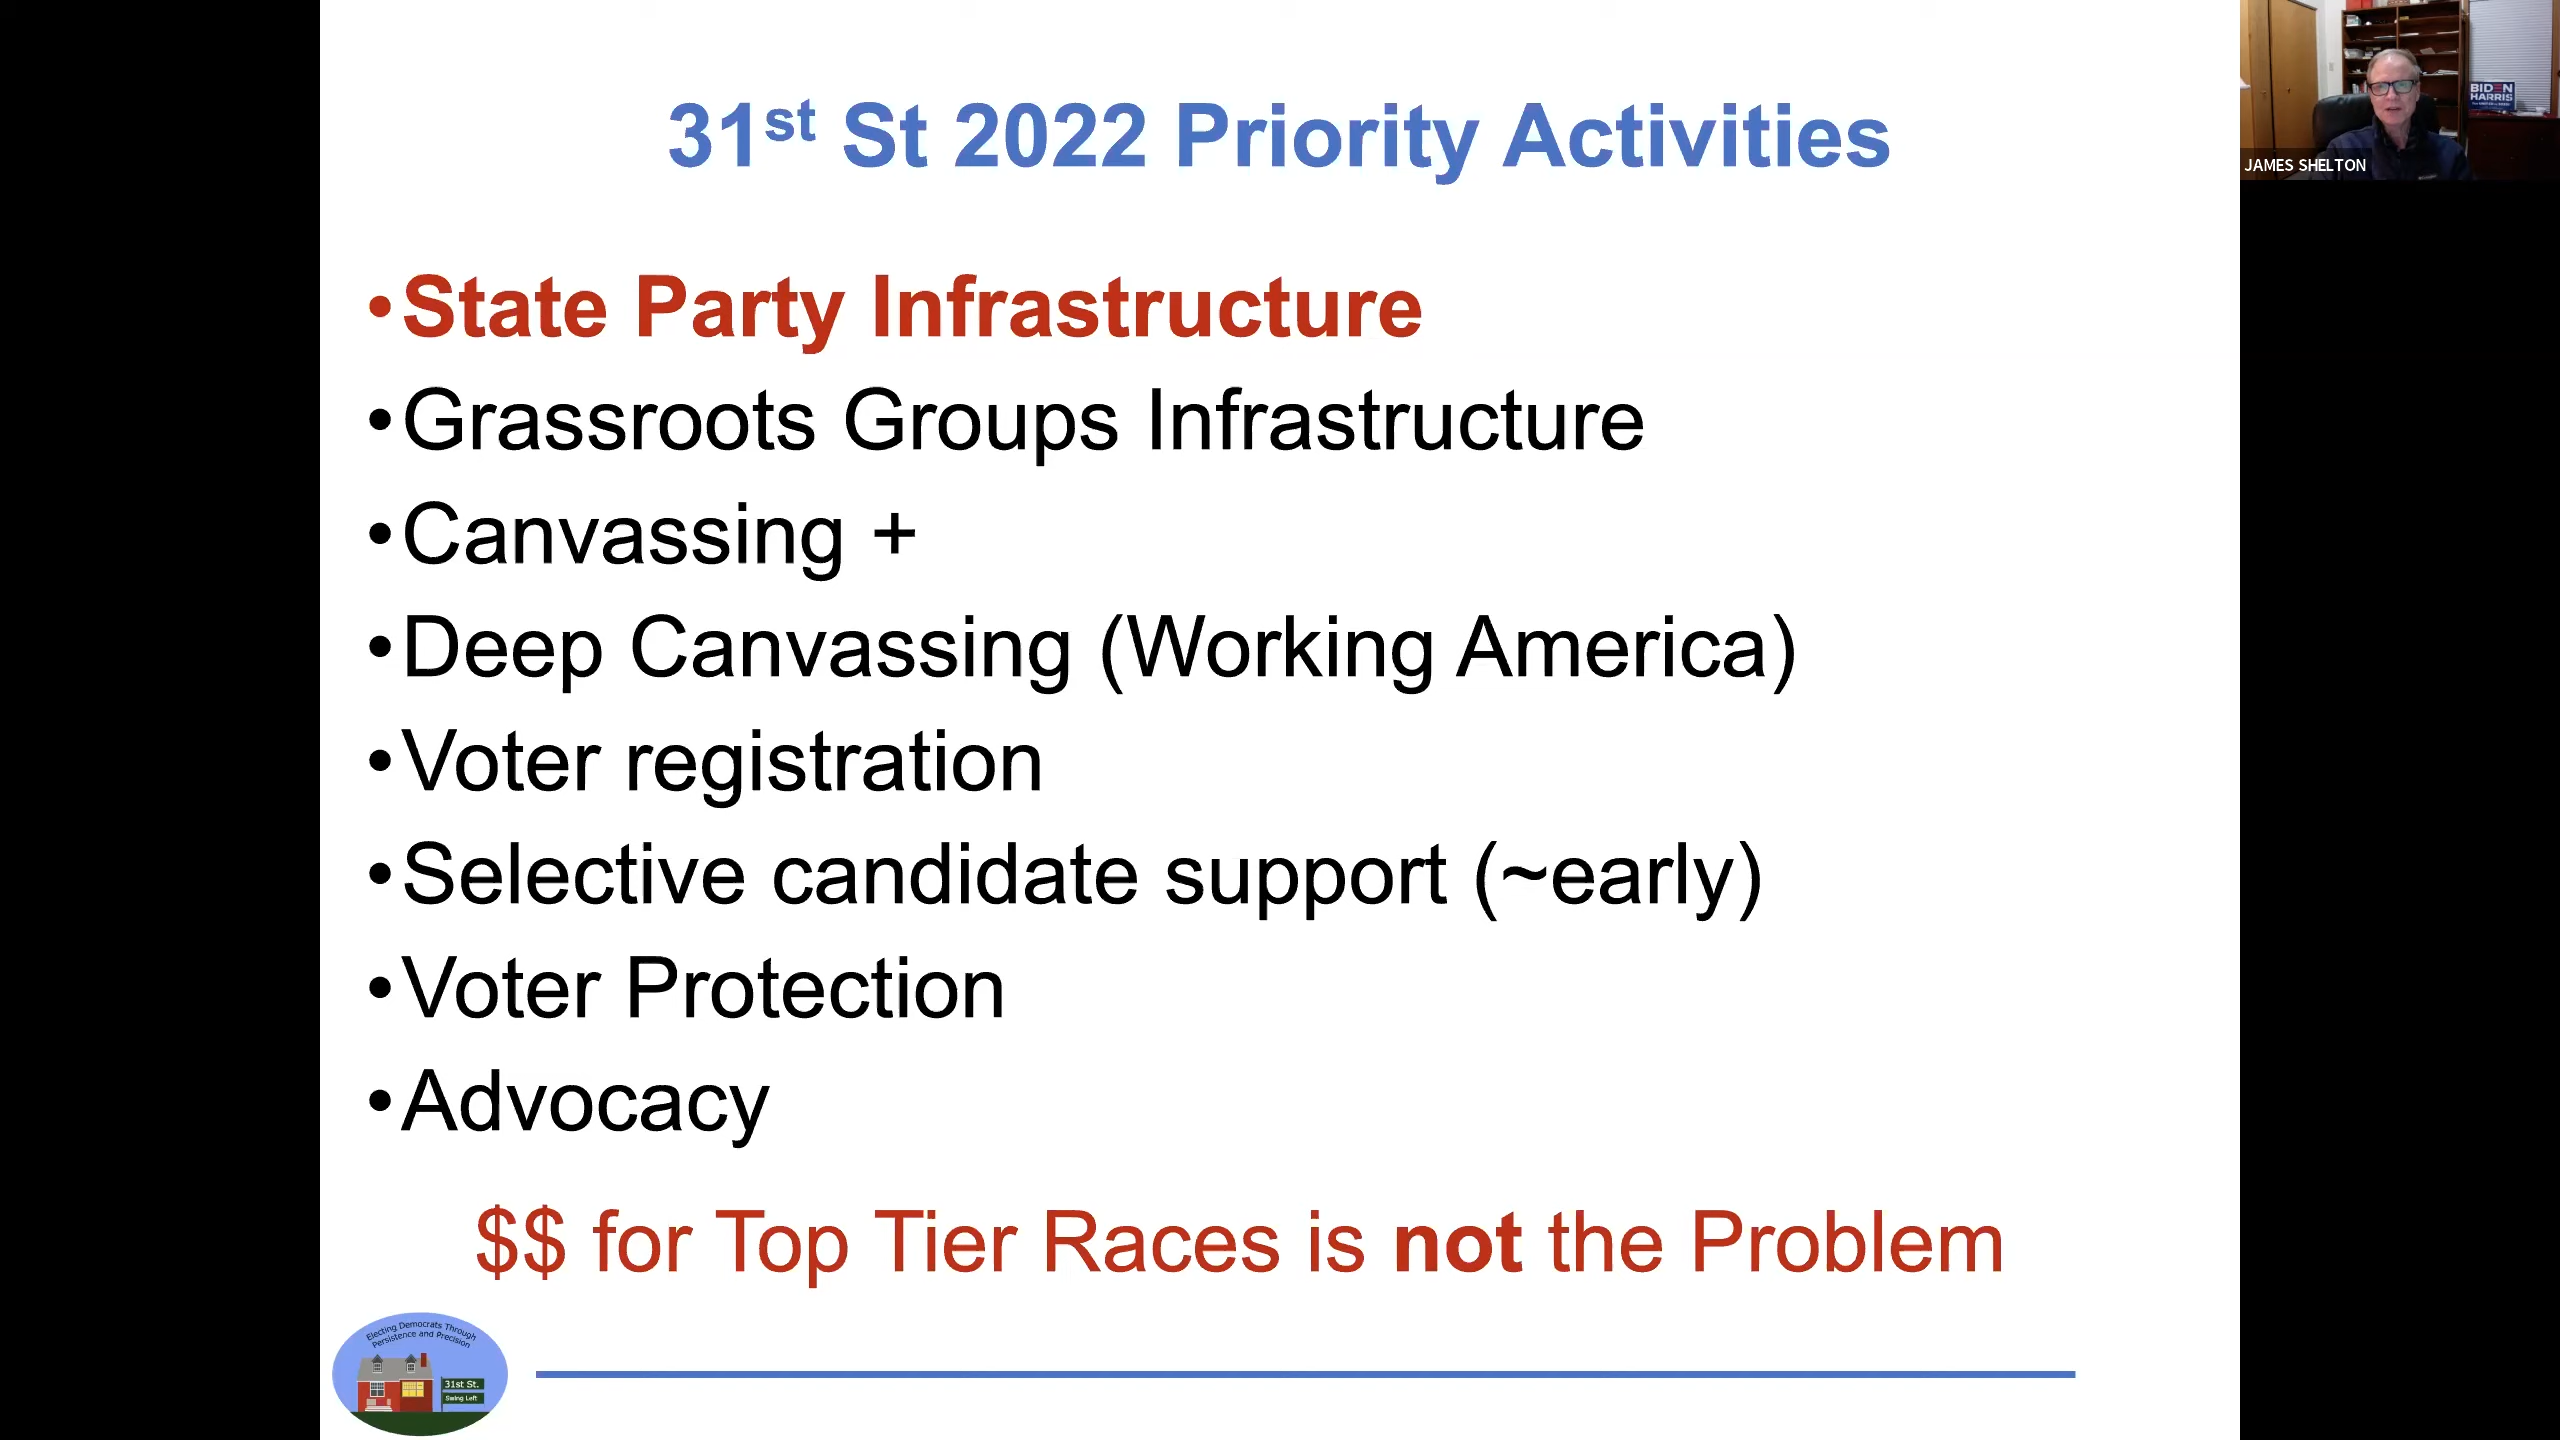 31st St 2022 Priority Activities
•State Party Infrastructure
•Grassroots Groups Infrastructure
•Canvassing +
•Deep Canvassing (Working America)
•Voter registration
•Selective candidate support (~early)
•Voter Protection
•Advocacy
$$ for Top Tier Races is not the Problem
Electing Democrats Through
Persistence and Precision
31st St.
Swing Left
BIDEN
HARRIS
JAMES SHELTON